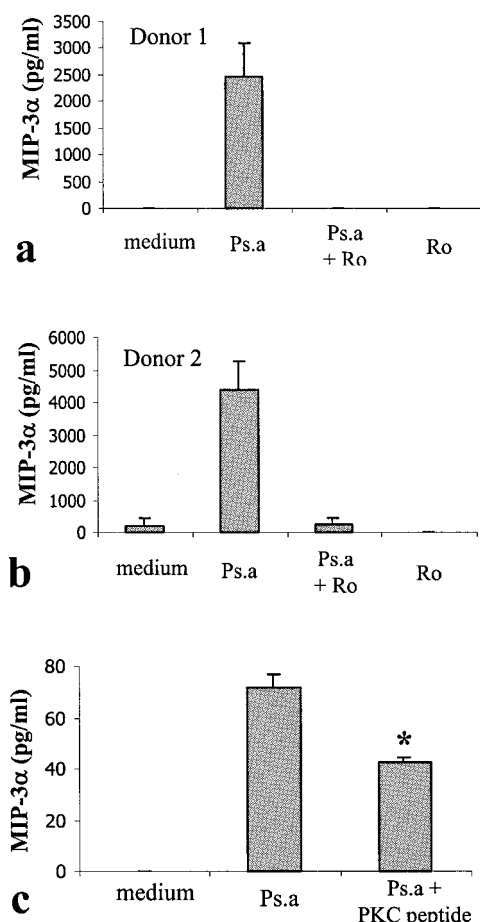 Donor 1
MIP-3α (pg/ml)
3500
3000
2500
2000
1500
1000
500
0
medium
Ps.a
Ps.a
+ Ro
Ro
a
Donor 2
MIP-3α (pg/ml)
6000
5000
4000
3000
2000
1000
0
medium
Ps.a
Ps.a
+ Ro
Ro
b
MIP-3α (pg/ml)
80
60
40
20
0
*
medium
Ps.a
Ps.a +
PKC peptide
c